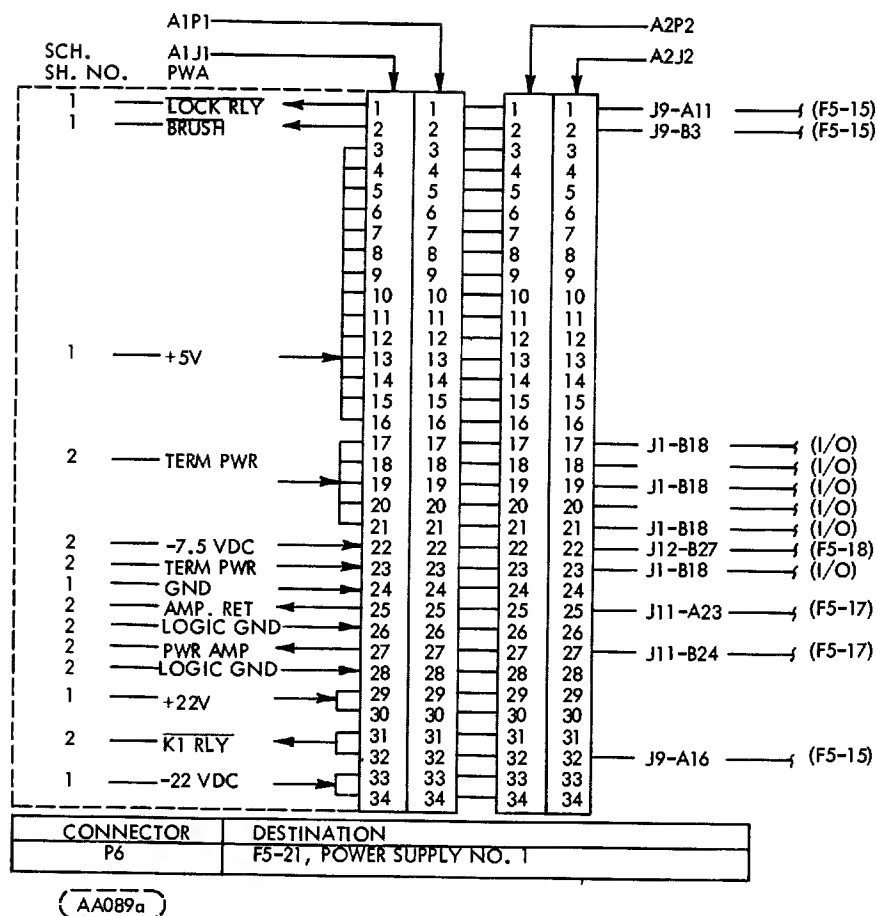 A1P1 A2P2
SCH. A1J1 A2J2
SH. NO. PWA
1 LOCK RLY 1 1 1 1 J9-A11 (F5-15)
1 BRUSH 2 2 2 2 J9-B3 (F5-15)
3 3 3 3
4 4 4 4
5 5 5 5
6 6 6 6
7 7 7 7
8 8 8 8
9 9 9 9
10 10 10 10
11 11 11 11
12 12 12 12
1 +5V 13 13 13 13
14 14 14 14
15 15 15 15
16 16 16 16
17 17 17 17 J1-B18 (I/O)
2 TERM PWR 18 18 18 18 (I/O)
19 19 19 19 J1-B18 (I/O)
20 20 20 20 (I/O)
21 21 21 21 J1-B18 (I/O)
2 -7.5 VDC 22 22 22 22 J12-B27 (F5-18)
2 TERM PWR 23 23 23 23 J1-B18 (I/O)
1 GND 24 24 24 24
2 AMP. RET 25 25 25 25 J11-A23 (F5-17)
2 LOGIC GND 26 26 26 26
2 PWR AMP 27 27 27 27 J11-B24 (F5-17)
2 LOGIC GND 28 28 28 28
1 +22V 29 29 29 29
30 30 30 30
2 K1 RLY 31 31 31 31
32 32 32 32 J9-A16 (F5-15)
1 -22 VDC 33 33 33 33
34 34 34 34
CONNECTOR DESTINATION
P6 F5-21, POWER SUPPLY NO. 1
AA089a